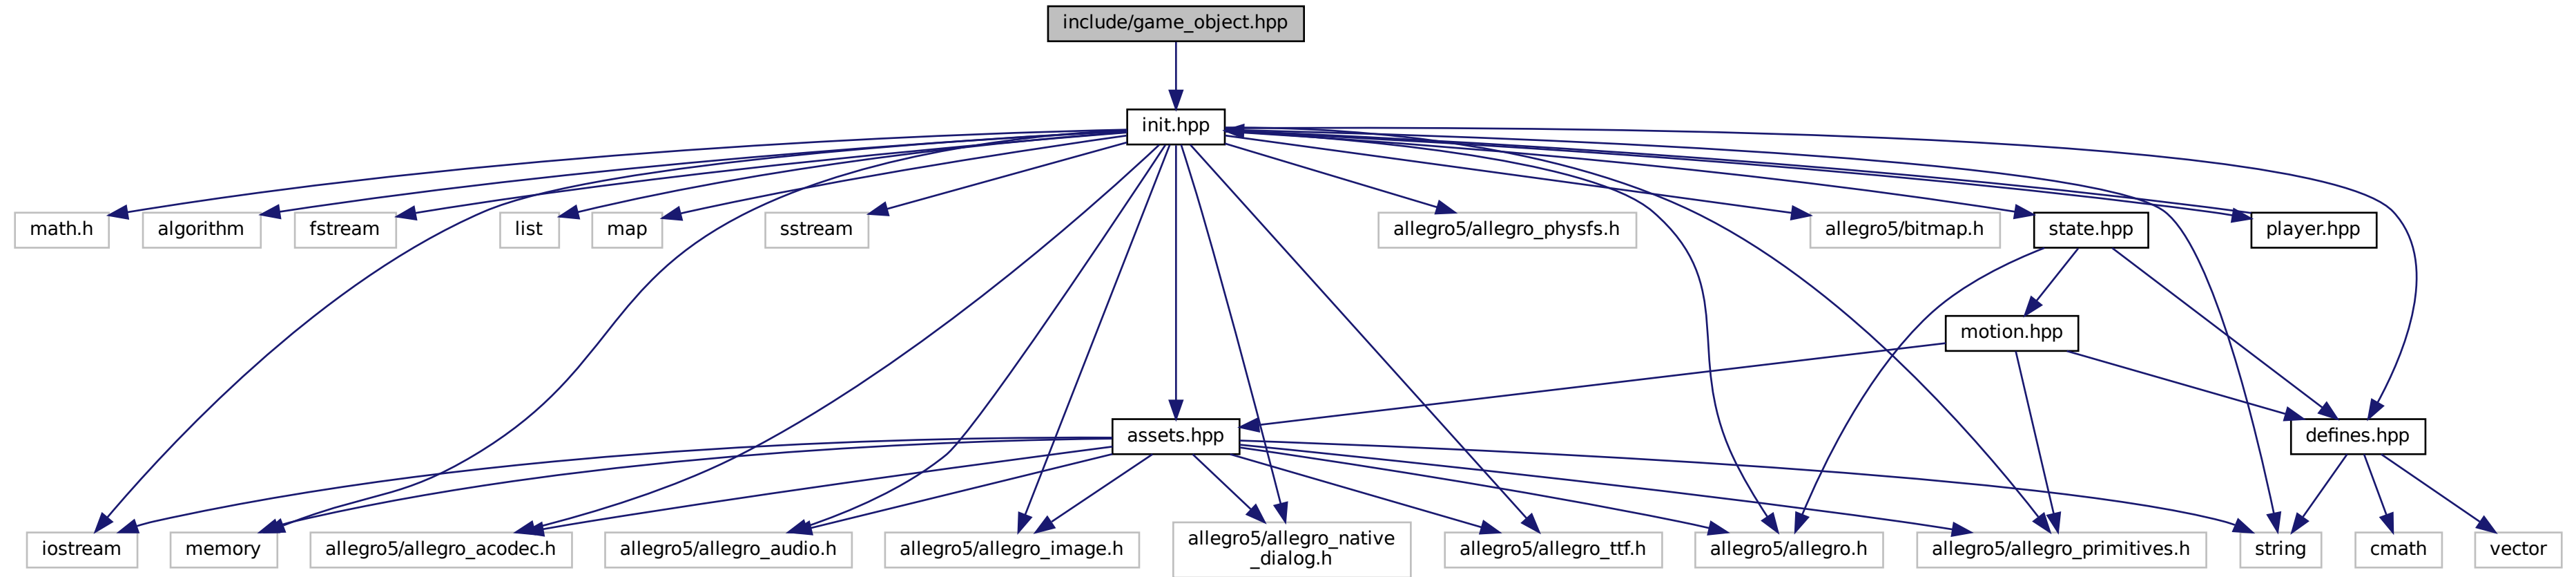 include/game_object.hpp
init.hpp
math.h
algorithm
fstream
list
map
sstream
allegro5/allegro_physfs.h
allegro5/bitmap.h
state.hpp
player.hpp
motion.hpp
assets.hpp
defines.hpp
iostream
memory
allegro5/allegro_acodec.h
allegro5/allegro_audio.h
allegro5/allegro_image.h
allegro5/allegro_native
_dialog.h
allegro5/allegro_ttf.h
allegro5/allegro.h
allegro5/allegro_primitives.h
string
cmath
vector